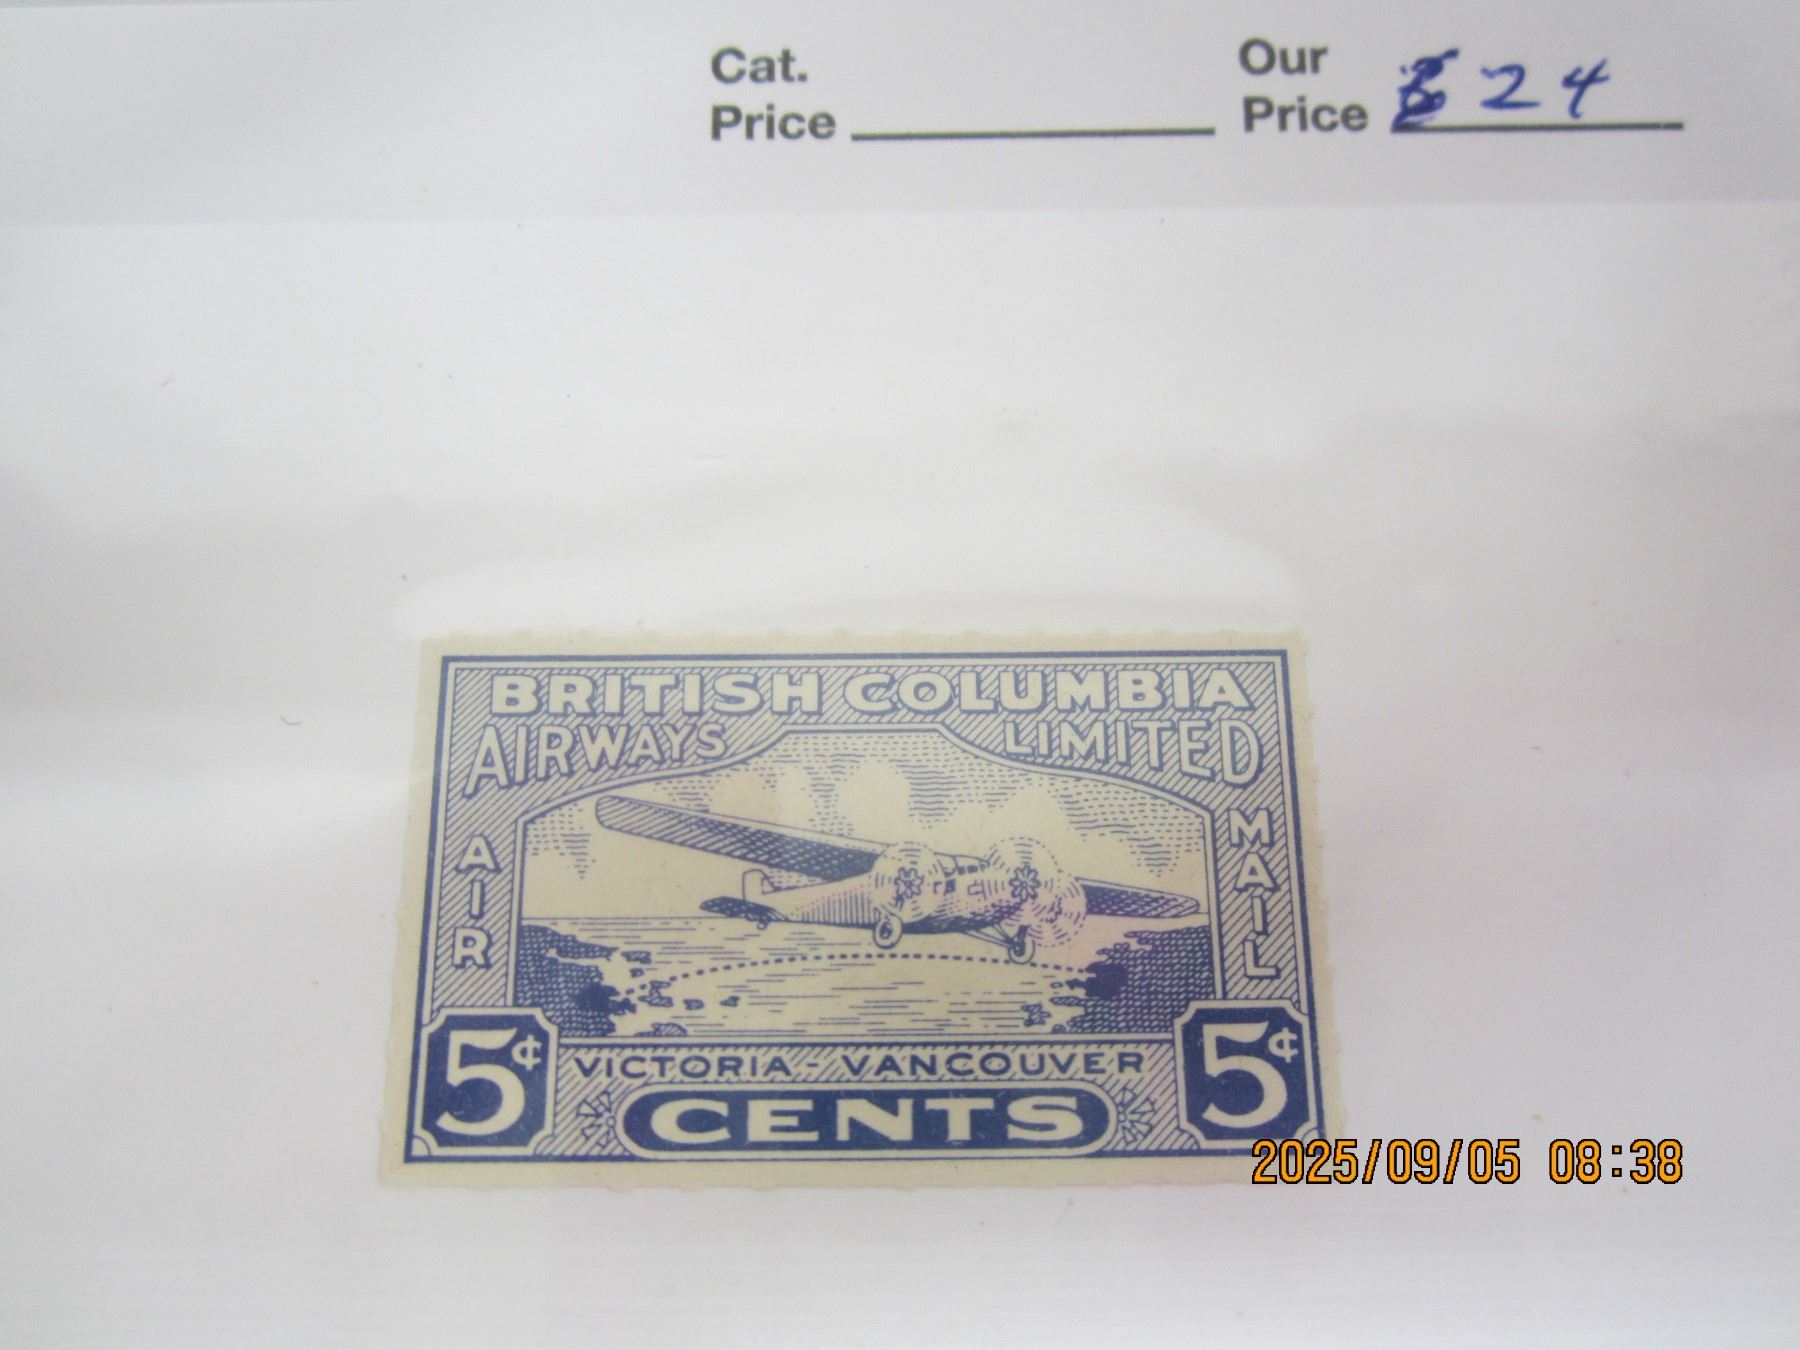 Cat.
Price
Our
Price 24
BRITISH COLUMBIA
AIRWAYS LIMITED
AIR
MAIL
5¢
VICTORIA - VANCOUVER
5¢
CENTS
2025/09/05 08:38